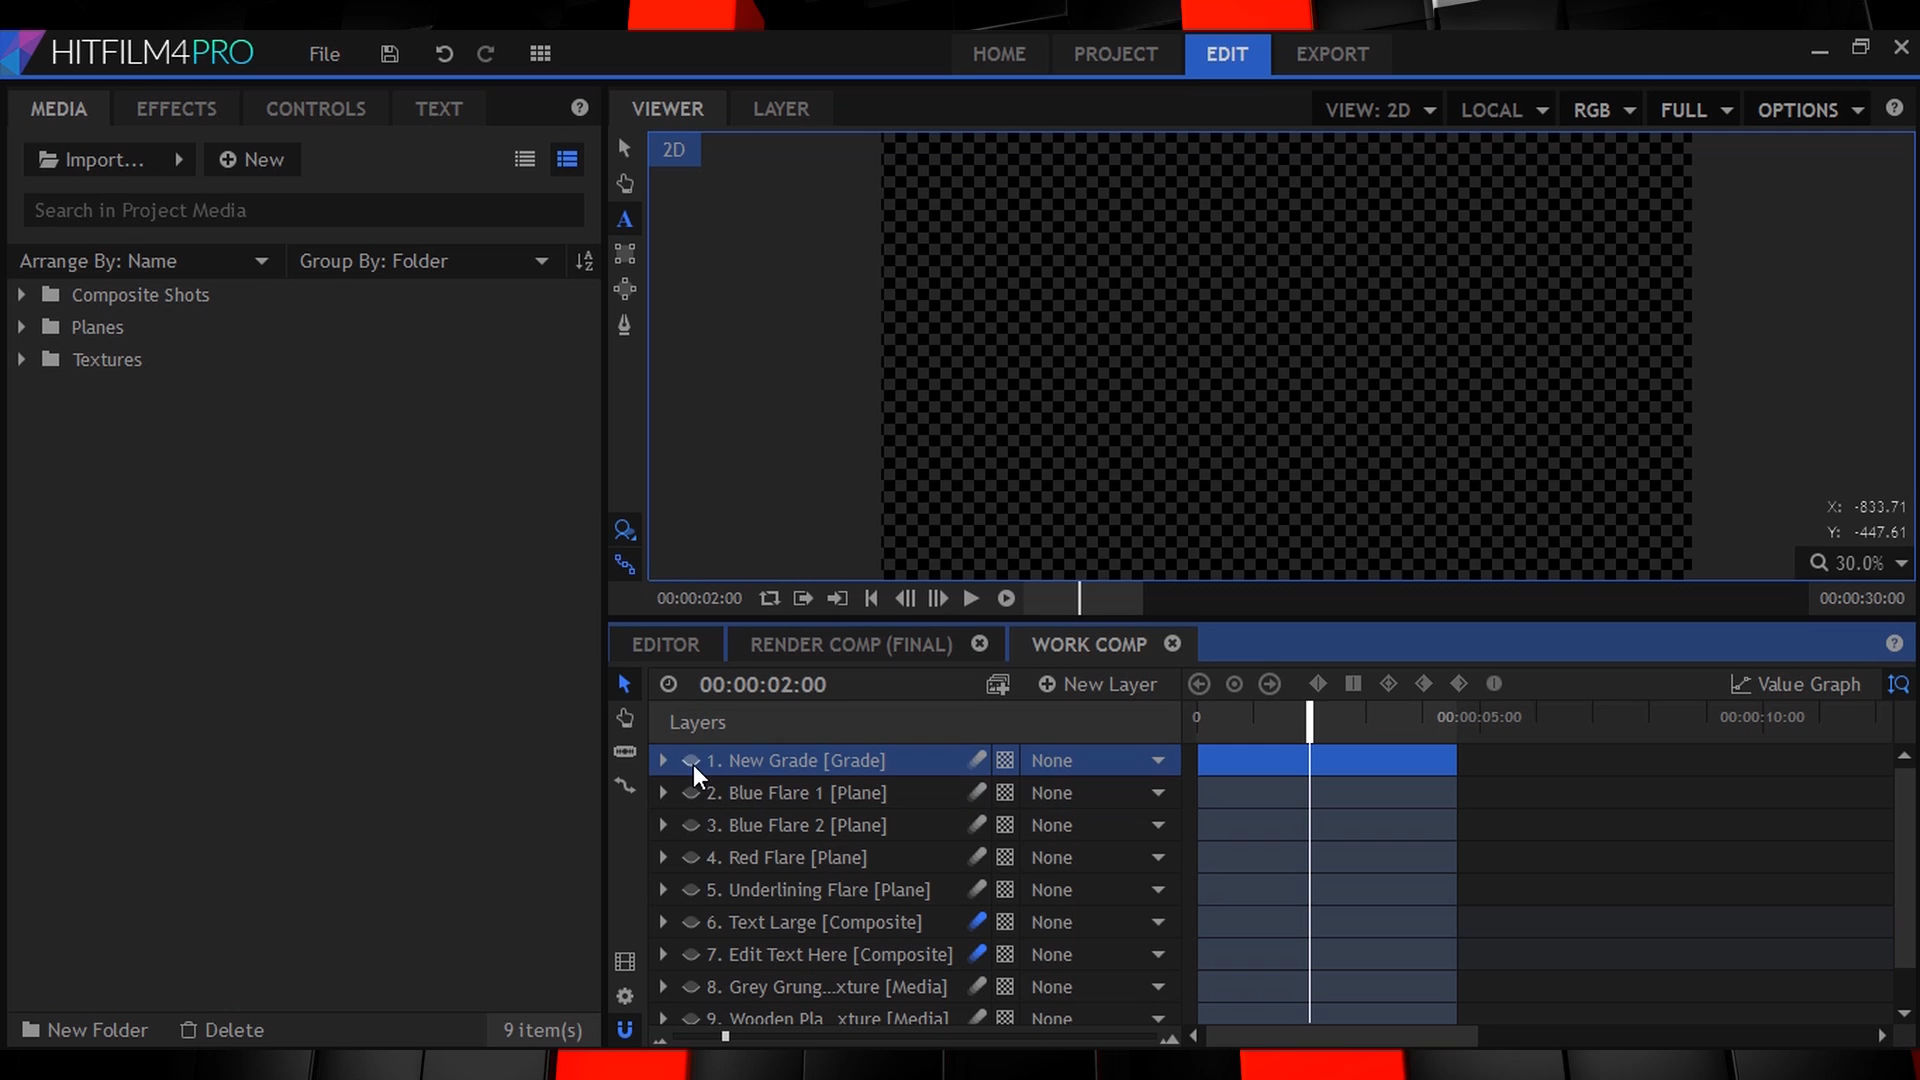 HITFILM4PRO File HOME PROJECT EDIT EXPORT
MEDIA EFFECTS CONTROLS TEXT
Import... New
Search in Project Media
Arrange By: Name Group By: Folder
Composite Shots
Planes
Textures
New Folder Delete 9 item(s)
VIEWER LAYER VIEW: 2D LOCAL RGB FULL OPTIONS
2D
A
X: -833.71
Y: -447.61
30.0%
00:00:02:00 00:00:30:00
EDITOR RENDER COMP (FINAL) WORK COMP
00:00:02:00 New Layer Value Graph
Layers 0 00:00:05:00 00:00:10:00
1. New Grade [Grade] None
2. Blue Flare 1 [Plane] None
3. Blue Flare 2 [Plane] None
4. Red Flare [Plane] None
5. Underlining Flare [Plane] None
6. Text Large [Composite] None
7. Edit Text Here [Composite] None
8. Grey Grung...xture [Media] None
9. Wooden Pla...xture [Media] None